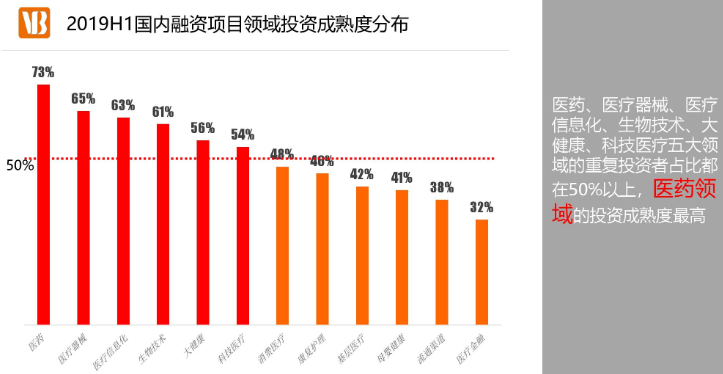 VB
2019H1国内融资项目领域投资成熟度分布
73%
65%
63%
61%
56%
54%
48%
46%
42%
41%
38%
32%
50%
医药
医疗器械
医疗信息化
生物技术
大健康
科技医疗
消费医疗
康复护理
基层医疗
母婴健康
流通渠道
医疗金融
医药、医疗器械、医疗
信息化、生物技术、大
健康、科技医疗五大领
域的重复投资者占比都
在50%以上，医药领
域的投资成熟度最高